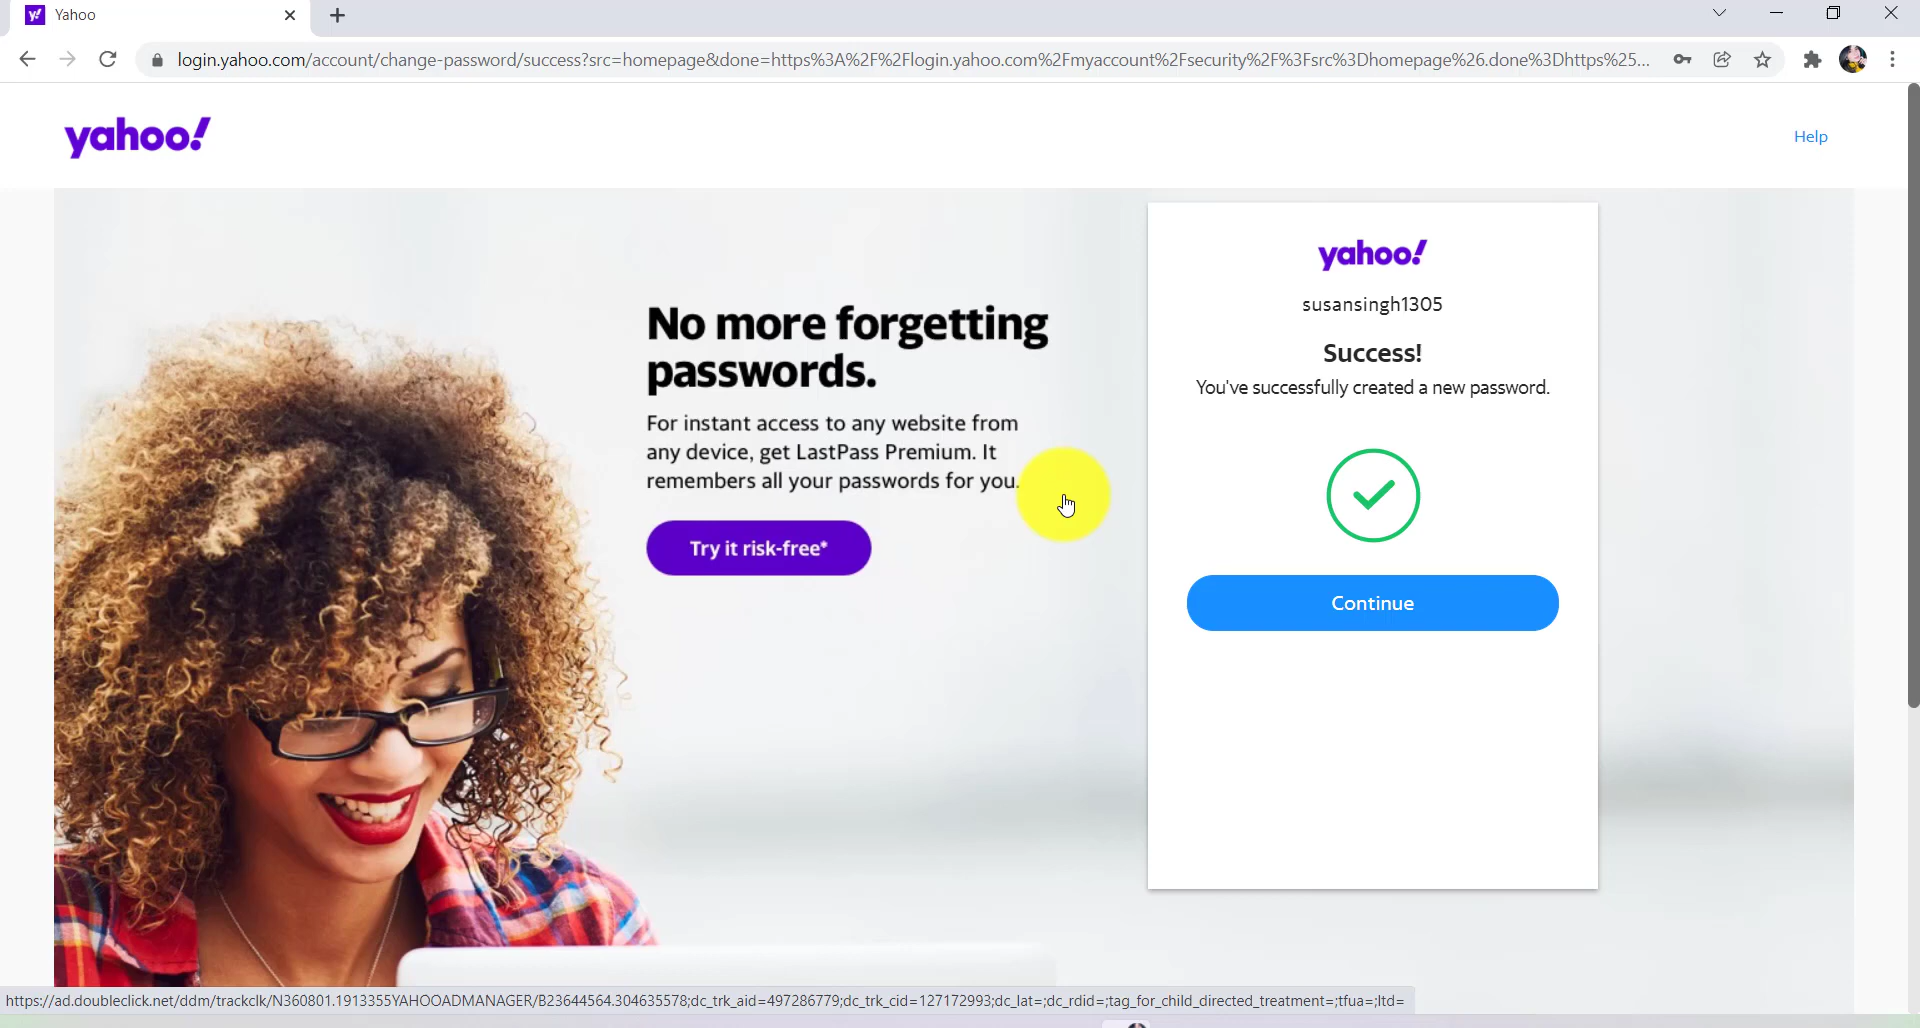 Yahoo
login.yahoo.com/account/change-password/success?src=homepage&done=https%3A%2F%2Flogin.yahoo.com%2Fmyaccount%2Fsecurity%2F%3Fsrc%3Dhomepage%26.done%3Dhttps%25...
yahoo!
Help
No more forgetting
passwords.
For instant access to any website from
any device, get LastPass Premium. It
remembers all your passwords for you.
Try it risk-free*
yahoo!
susansingh1305
Success!
You've successfully created a new password.
Continue
https://ad.doubleclick.net/ddm/trackclk/N360801.1913355YAHOOADMANAGER/B23644564.304635578;dc_trk_aid=497286779;dc_trk_cid=127172993;dc_lat=;dc_rdid=;tag_for_child_directed_treatment=;tfua=;ltd=